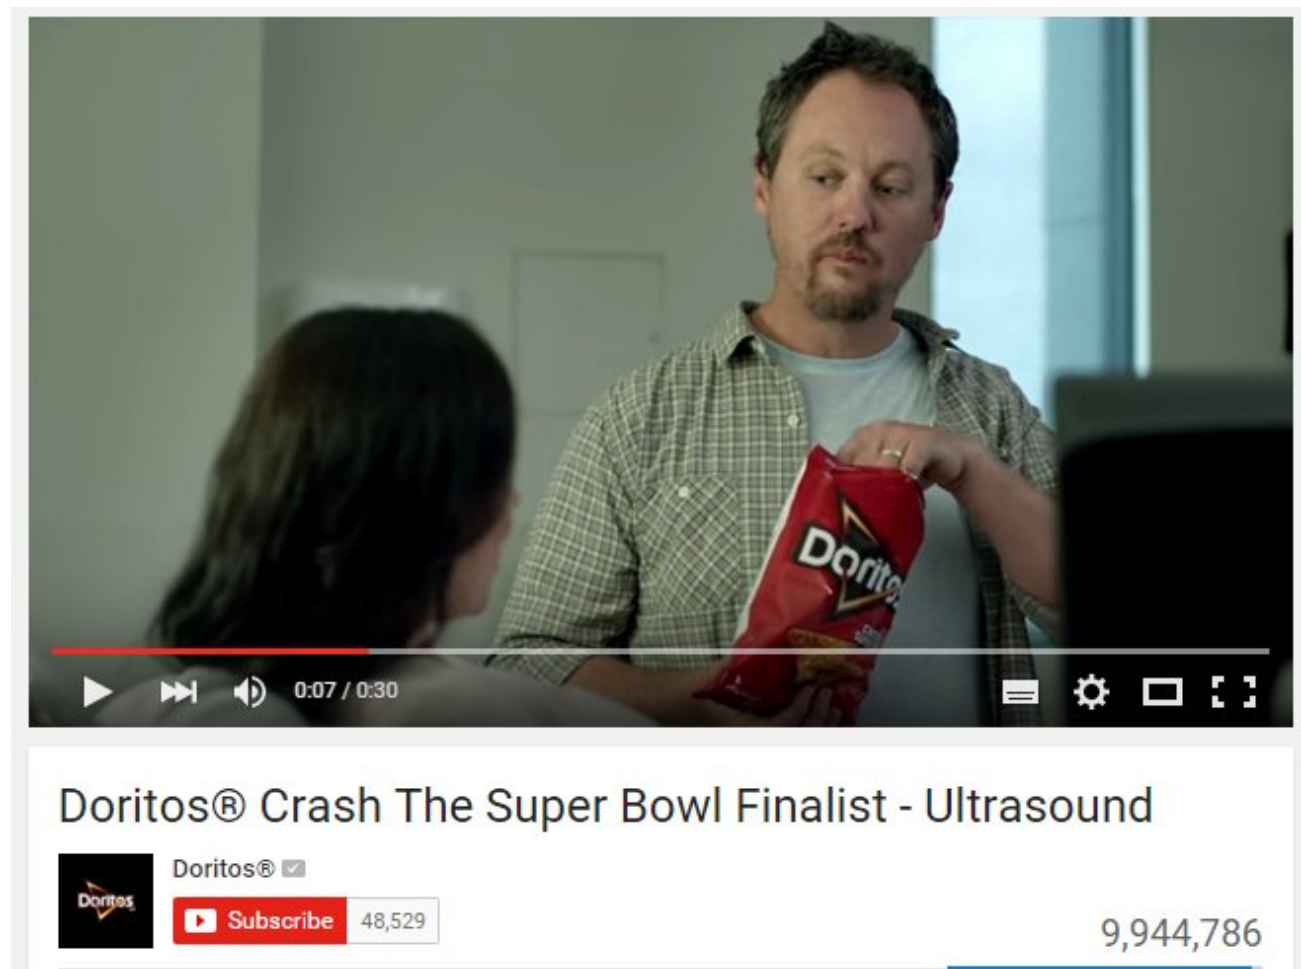 Doritos
0:07 / 0:30
Doritos® Crash The Super Bowl Finalist - Ultrasound
Doritos®
Doritos
Subscribe 48,529
9,944,786